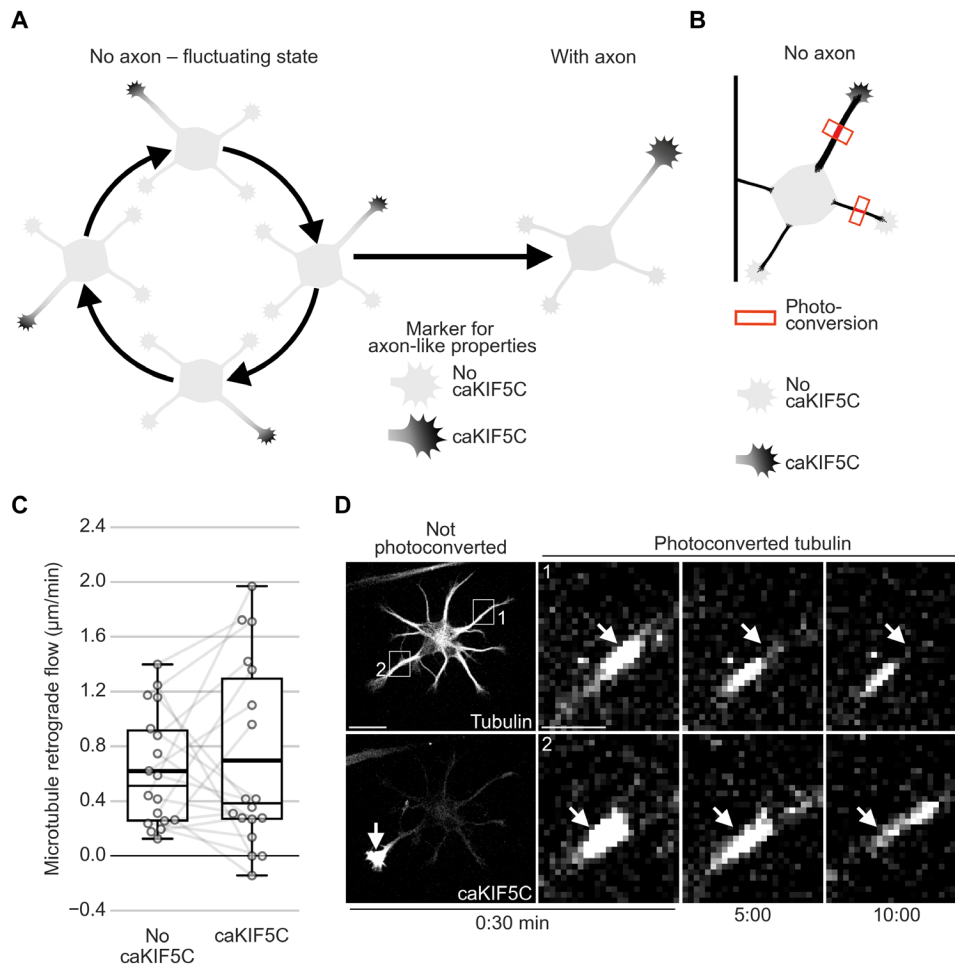 A
No axon – fluctuating state
With axon
Marker for
axon-like properties
No
caKIF5C
caKIF5C
B
No axon
Photo-
conversion
No
caKIF5C
caKIF5C
C
Microtubule retrograde flow (μm/min)
2.4
2.0
1.6
1.2
0.8
0.4
0.0
−0.4
No
caKIF5C
caKIF5C
D
Not
photoconverted
Photoconverted tubulin
1
2
Tubulin
1
caKIF5C
2
0:30 min
5:00
10:00